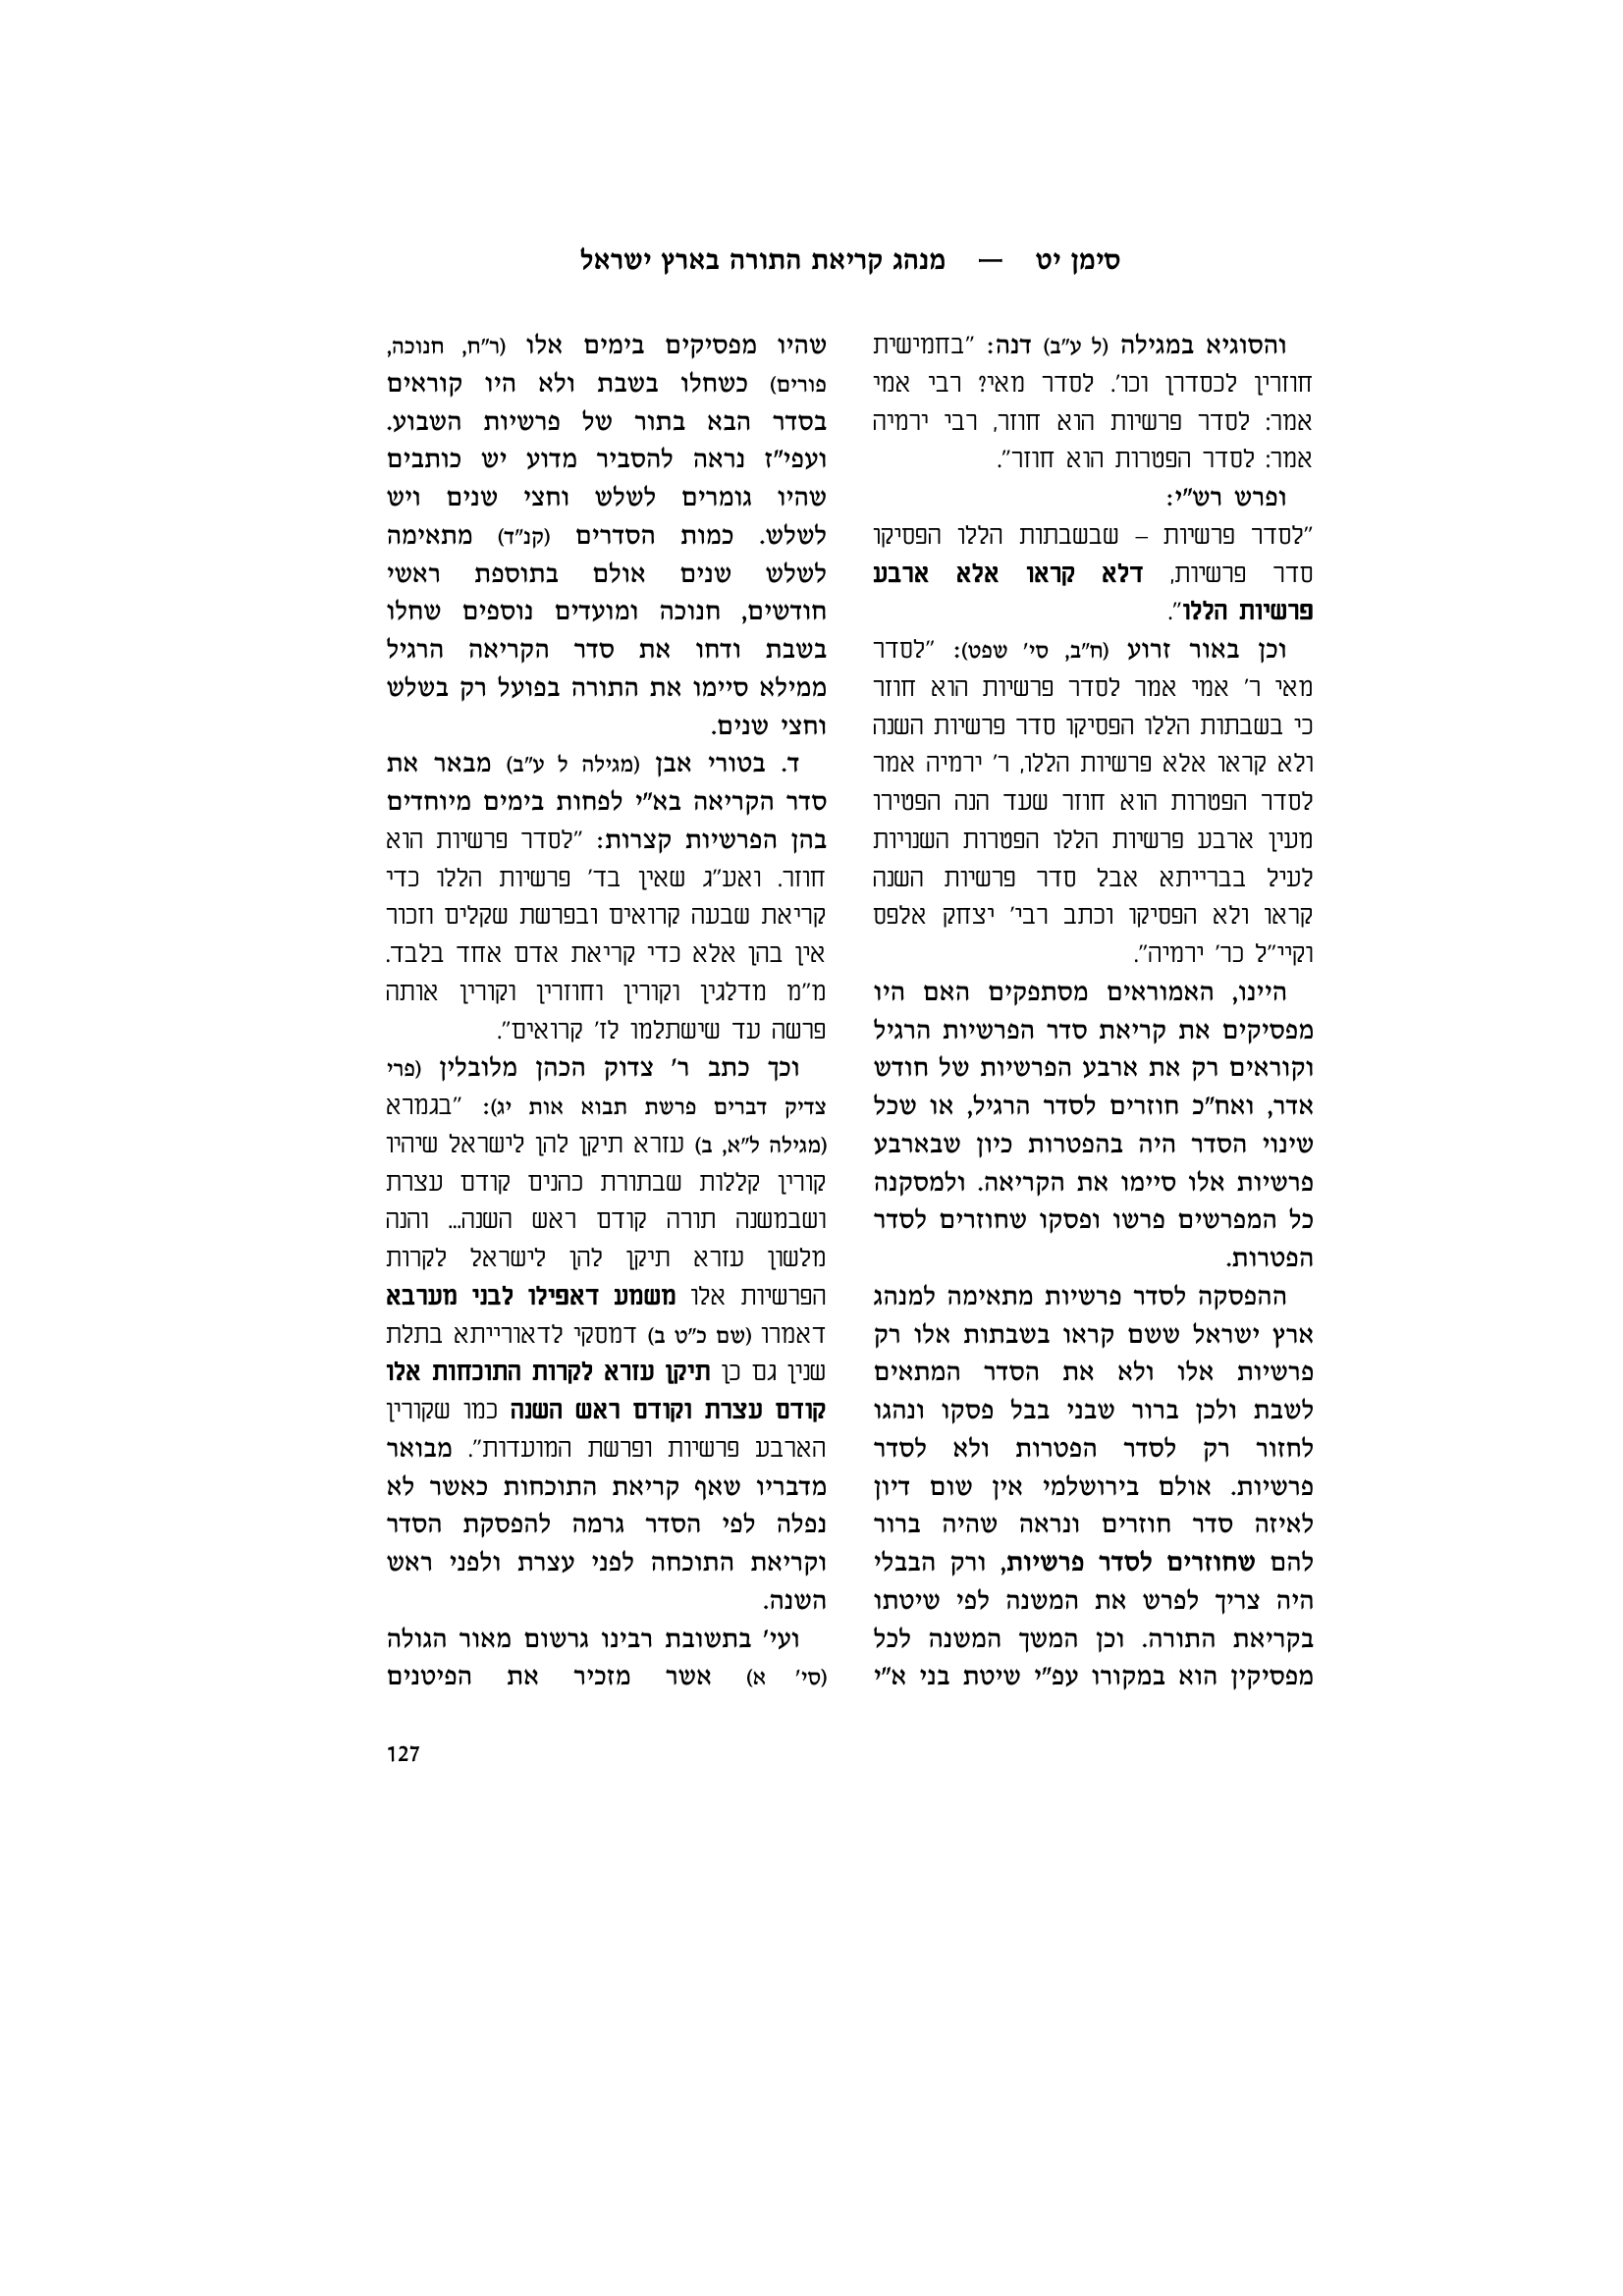 סימן יט — מנהג קריאת התורה בארץ ישראל
והסוגיא במגילה (ל ע"ב) דנה: "בחמישית
חוזרין לכסדרן וכו'. לסדר מאי? רבי אמי
אמר: לסדר פרשיות הוא חוזר, רבי ירמיה
אמר: לסדר הפטרות הוא חוזר".
ופרש רש"י:
"לסדר פרשיות – שבשבתות הללו הפסיקו
סדר פרשיות, דלא קראו אלא ארבע
פרשיות הללו".
וכן באור זרוע (ח"ב, סי' שפט): "לסדר
מאי ר' אמי אמר לסדר פרשיות הוא חוזר
כי בשבתות הללו הפסיקו סדר פרשיות השנה
ולא קראו אלא פרשיות הללו, ר' ירמיה אמר
לסדר הפטרות הוא חוזר שעד הנה הפטירו
מעין ארבע פרשיות הללו הפטרות השנויות
לעיל בברייתא אבל סדר פרשיות השנה
קראו ולא הפסיקו וכתב רבי' יצחק אלפס
וקיי"ל כר' ירמיה".
היינו, האמוראים מסתפקים האם היו
מפסיקים את קריאת סדר הפרשיות הרגיל
וקוראים רק את ארבע הפרשיות של חודש
אדר, ואח"כ חוזרים לסדר הרגיל, או שכל
שינוי הסדר היה בהפטרות כיון שבארבע
פרשיות אלו סיימו את הקריאה. ולמסקנה
כל המפרשים פרשו ופסקו שחוזרים לסדר
הפטרות.
ההפסקה לסדר פרשיות מתאימה למנהג
ארץ ישראל ששם קראו בשבתות אלו רק
פרשיות אלו ולא את הסדר המתאים
לשבת ולכן ברור שבני בבל פסקו ונהגו
לחזור רק לסדר הפטרות ולא לסדר
פרשיות. אולם בירושלמי אין שום דיון
לאיזה סדר חוזרים ונראה שהיה ברור
להם שחוזרים לסדר פרשיות, ורק הבבלי
היה צריך לפרש את המשנה לפי שיטתו
בקריאת התורה. וכן המשך המשנה לכל
מפסיקין הוא במקורו עפ"י שיטת בני א"י
שהיו מפסיקים בימים אלו (ר"ח, חנוכה,
פורים) כשחלו בשבת ולא היו קוראים
בסדר הבא בתור של פרשיות השבוע.
ועפי"ז נראה להסביר מדוע יש כותבים
שהיו גומרים לשלש וחצי שנים ויש
לשלש. כמות הסדרים (קנ"ד) מתאימה
לשלש שנים אולם בתוספת ראשי
חודשים, חנוכה ומועדים נוספים שחלו
בשבת ודחו את סדר הקריאה הרגיל
ממילא סיימו את התורה בפועל רק בשלש
וחצי שנים.
ד. בטורי אבן (מגילה ל ע"ב) מבאר את
סדר הקריאה בא"י לפחות בימים מיוחדים
בהן הפרשיות קצרות: "לסדר פרשיות הוא
חוזר. ואע"ג שאין בד' פרשיות הללו כדי
קריאת שבעה קרואים ובפרשת שקלים וזכור
אין בהן אלא כדי קריאת אדם אחד בלבד.
מ"מ מדלגין וקורין וחוזרין וקורין אותה
פרשה עד שישתלמו לז' קרואים".
וכך כתב ר' צדוק הכהן מלובלין (פרי
צדיק דברים פרשת תבוא אות יג): "בגמרא
(מגילה ל"א, ב) עזרא תיקן להן לישראל שיהיו
קורין קללות שבתורת כהנים קודם עצרת
ושבמשנה תורה קודם ראש השנה... והנה
מלשון עזרא תיקן להן לישראל לקרות
הפרשיות אלו משמע דאפילו לבני מערבא
דאמרו (שם כ"ט ב) דמסקי לדאורייתא בתלת
שנין גם כן תיקן עזרא לקרות התוכחות אלו
קודם עצרת וקודם ראש השנה כמו שקורין
הארבע פרשיות ופרשת המועדות". מבואר
מדבריו שאף קריאת התוכחות כאשר לא
נפלה לפי הסדר גרמה להפסקת הסדר
וקריאת התוכחה לפני עצרת ולפני ראש
השנה.
ועי' בתשובת רבינו גרשום מאור הגולה
(סי' א) אשר מזכיר את הפיטנים
127